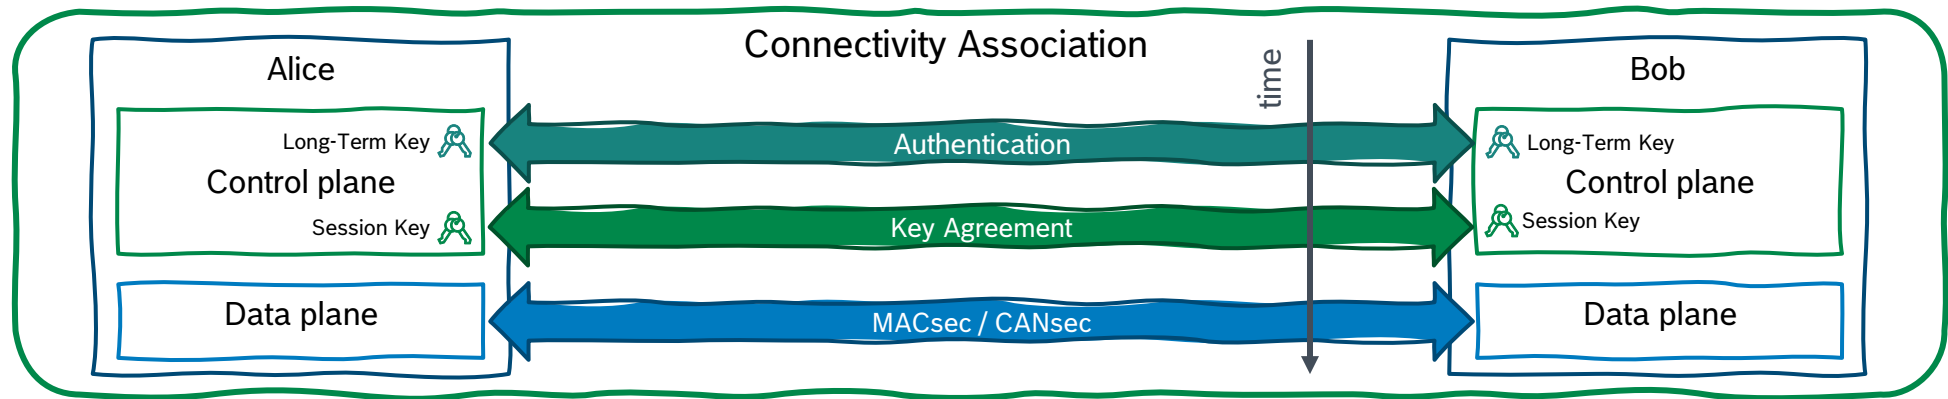 Connectivity Association
Alice
Long-Term Key
Control plane
Session Key
Data plane
time
Authentication
Key Agreement
MACsec / CANsec
Bob
Long-Term Key
Control plane
Session Key
Data plane